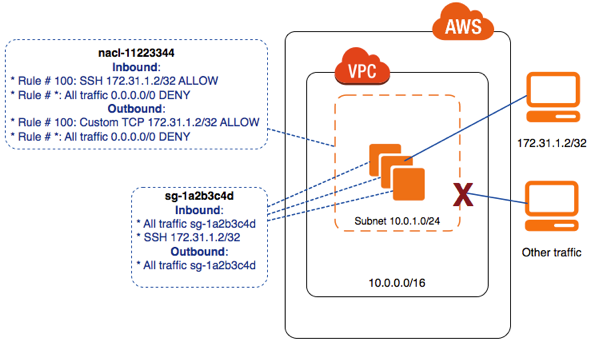 AWS
nacl-11223344
Inbound:
* Rule # 100: SSH 172.31.1.2/32 ALLOW
* Rule # *: All traffic 0.0.0.0/0 DENY
Outbound:
* Rule # 100: Custom TCP 172.31.1.2/32 ALLOW
* Rule # *: All traffic 0.0.0.0/0 DENY
VPC
172.31.1.2/32
sg-1a2b3c4d
Inbound:
* All traffic sg-1a2b3c4d
* SSH 172.31.1.2/32
Outbound:
* All traffic sg-1a2b3c4d
X
Subnet 10.0.1.0/24
Other traffic
10.0.0.0/16